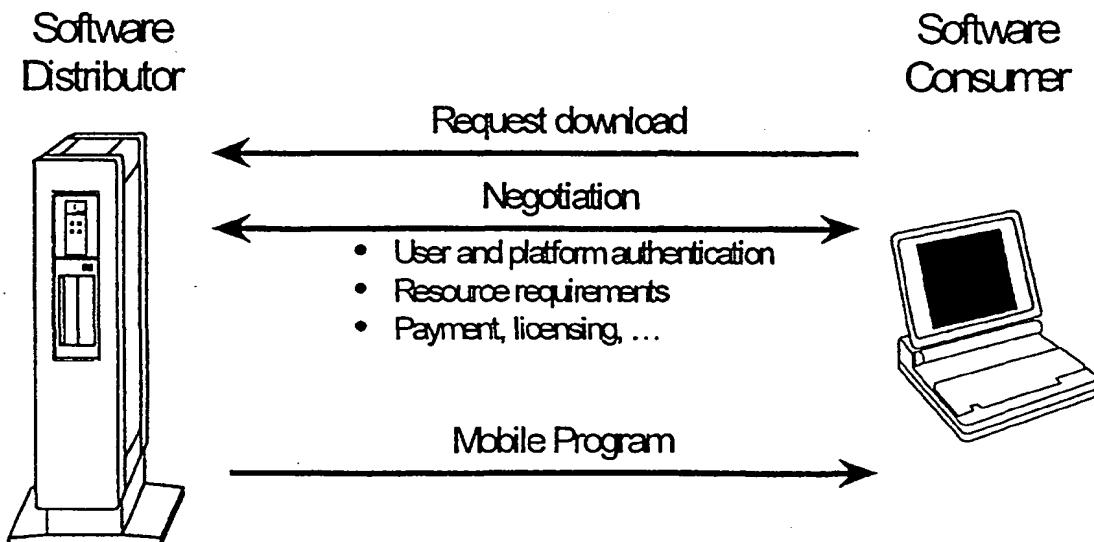 Software
Distributor
Software
Consumer
Request download
Negotiation
• User and platform authentication
• Resource requirements
• Payment, licensing, ...
Mobile Program